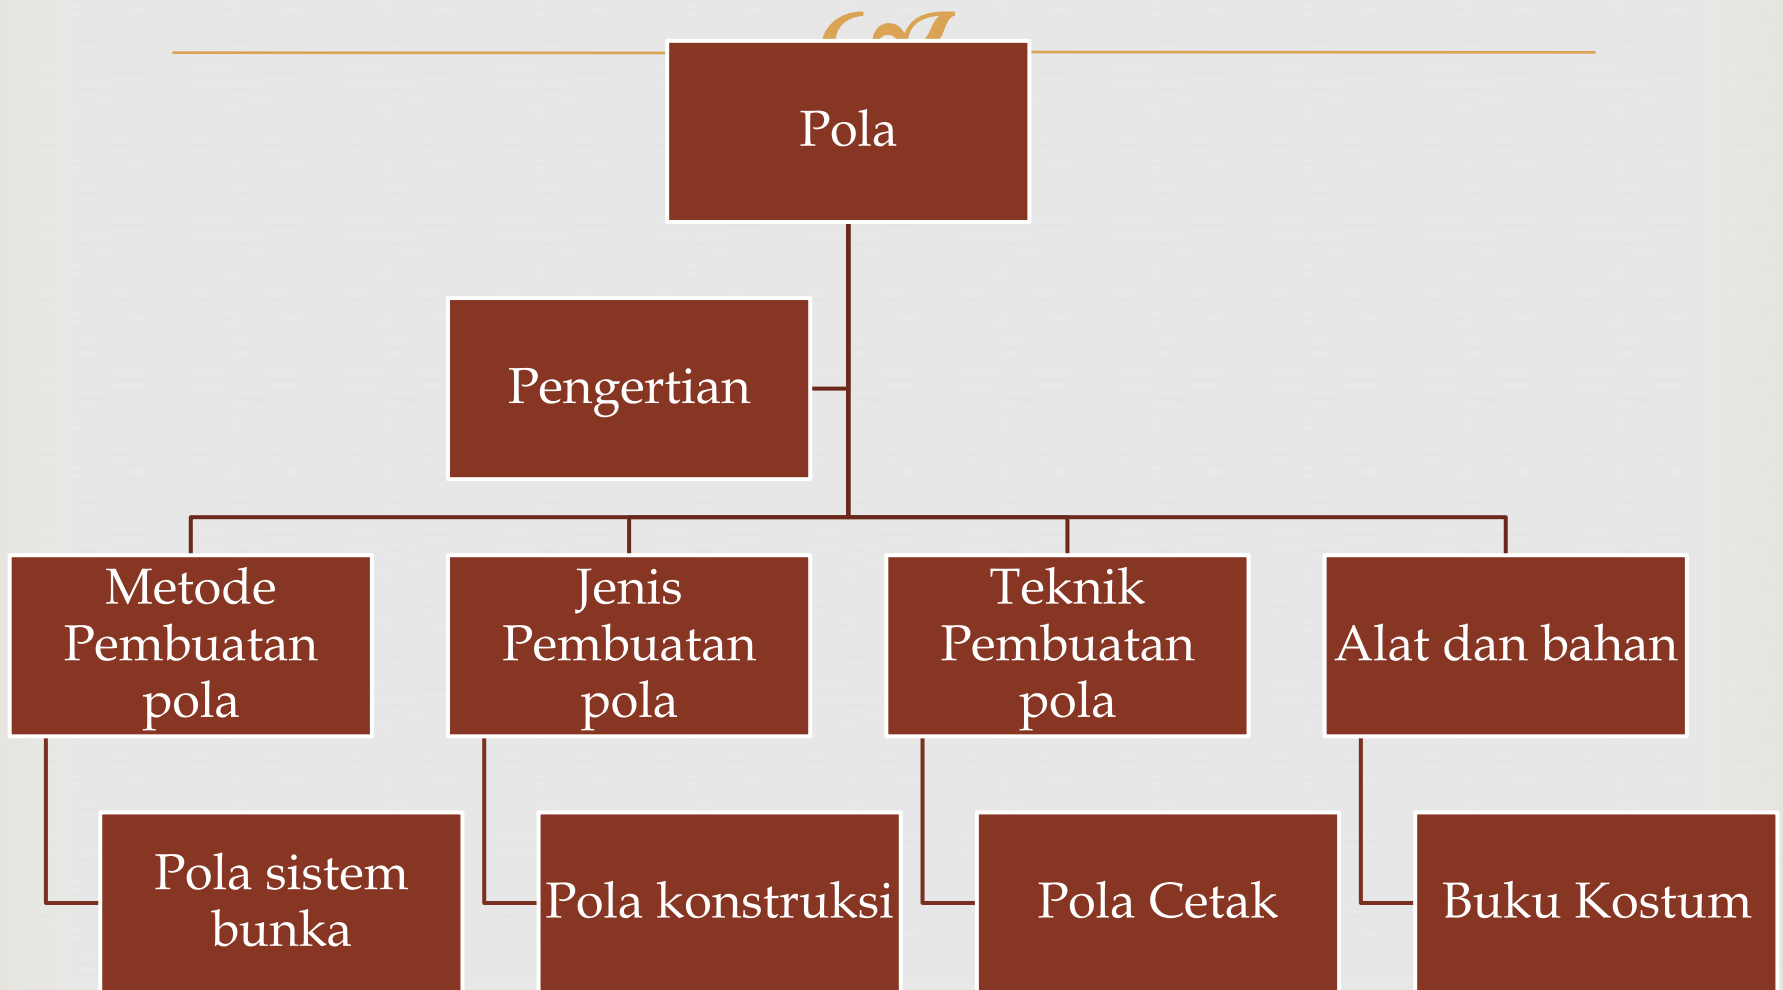 Pola
Pengertian
Metode
Pembuatan
pola
Jenis
Pembuatan
pola
Teknik
Pembuatan
pola
Alat dan bahan
Pola sistem
bunka
Pola konstruksi
Pola Cetak
Buku Kostum